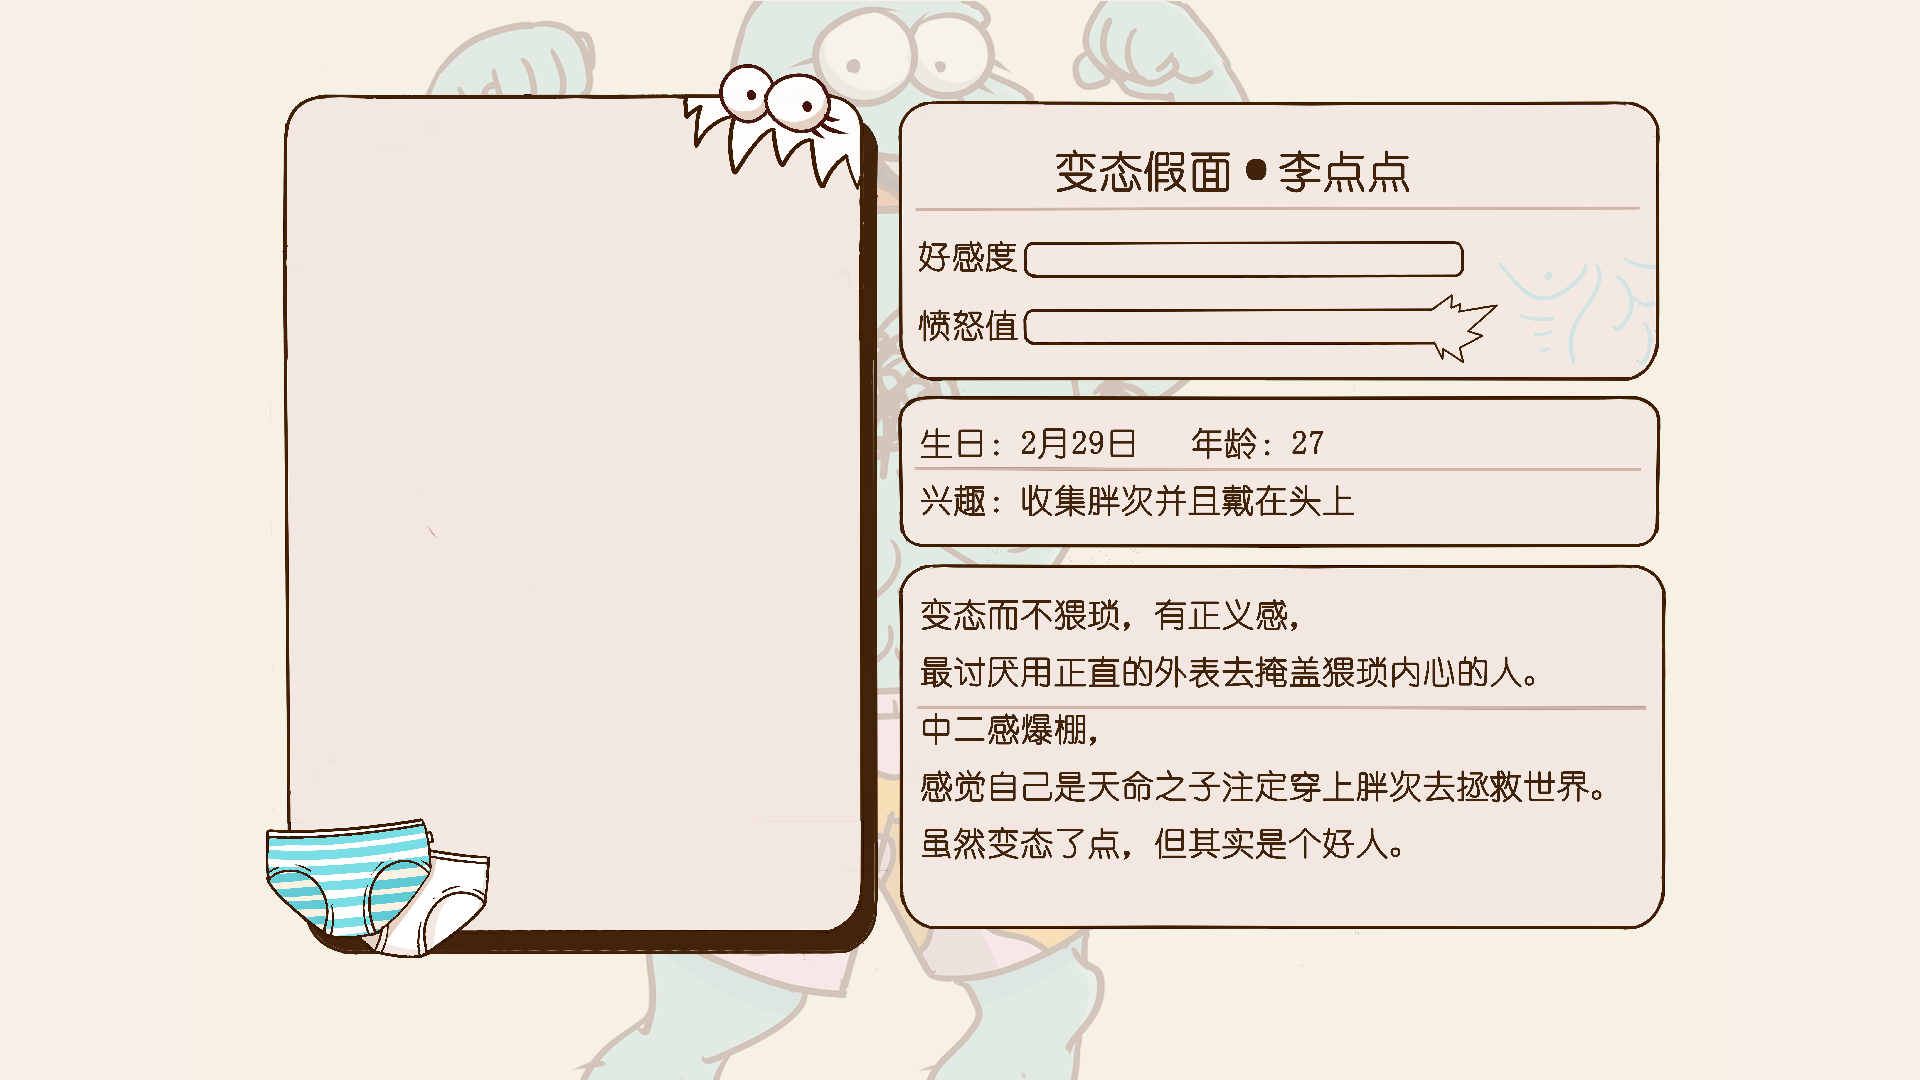 变态假面●李点点
好感度
愤怒值
生日：2月29日 年龄：27
兴趣：收集胖次并且戴在头上
变态而不猥琐，有正义感，
最讨厌用正直的外表去掩盖猥琐内心的人。
中二感爆棚，
感觉自己是天命之子注定穿上胖次去拯救世界。
虽然变态了点，但其实是个好人。